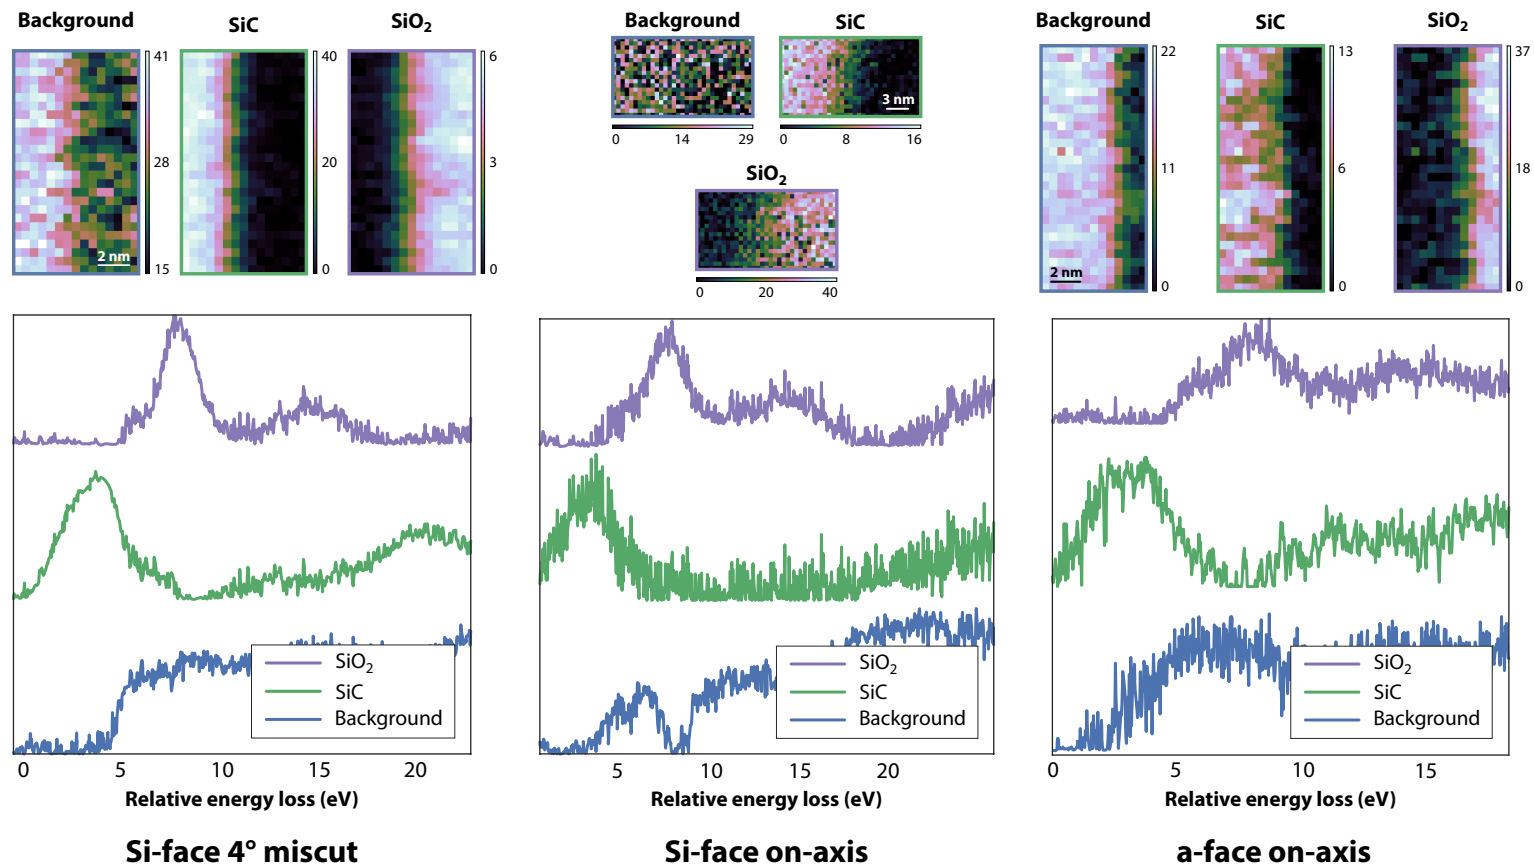 Background
SiC
SiO₂
41
28
15
2 nm
40
20
0
6
3
0
Background
SiC
3 nm
0 14 29
0 8 16
SiO₂
0 20 40
Background
SiC
SiO₂
22
11
0
2 nm
13
6
0
37
18
0
SiO₂
SiC
Background
0 5 10 15 20
Relative energy loss (eV)
Si-face 4° miscut
SiO₂
SiC
Background
5 10 15 20
Relative energy loss (eV)
Si-face on-axis
SiO₂
SiC
Background
0 5 10 15
Relative energy loss (eV)
a-face on-axis